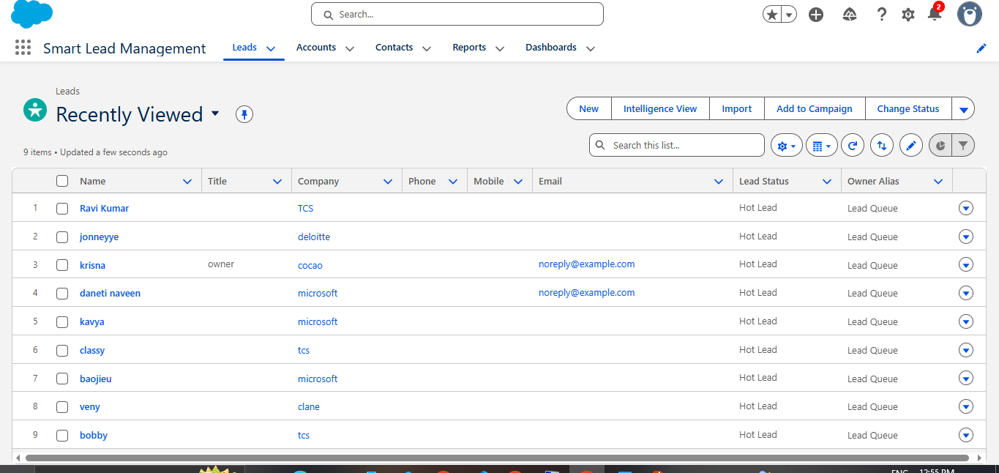 Search...
2
Smart Lead Management Leads Accounts Contacts Reports Dashboards
Leads
Recently Viewed
New Intelligence View Import Add to Campaign Change Status
9 items • Updated a few seconds ago
Search this list...
Name Title Company Phone Mobile Email Lead Status Owner Alias
1 Ravi Kumar TCS Hot Lead Lead Queue
2 jonneyye deloitte Hot Lead Lead Queue
3 krisna owner cocao noreply@example.com Hot Lead Lead Queue
4 daneti naveen microsoft noreply@example.com Hot Lead Lead Queue
5 kavya microsoft Hot Lead Lead Queue
6 classy tcs Hot Lead Lead Queue
7 baojieu microsoft Hot Lead Lead Queue
8 veny clane Hot Lead Lead Queue
9 bobby tcs Hot Lead Lead Queue
ENG 12:55 PM